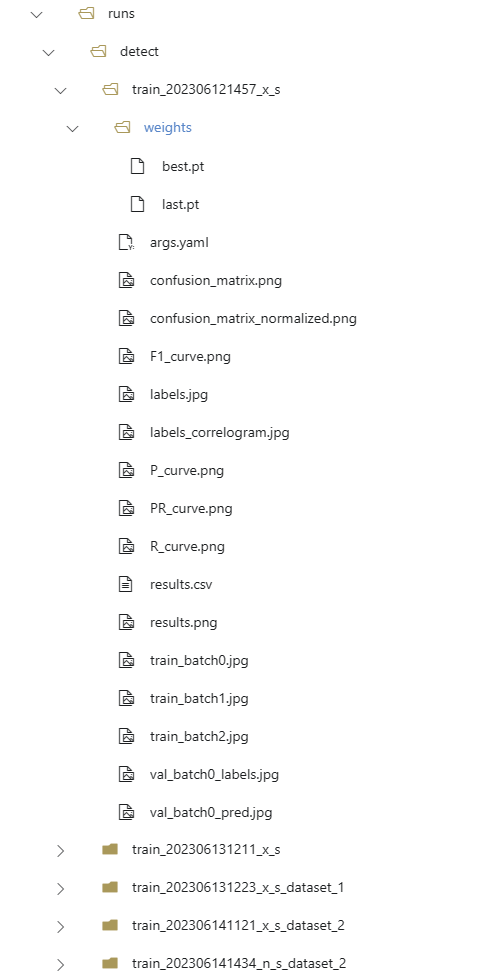 runs
detect
train_202306121457_x_s
weights
best.pt
last.pt
args.yaml
confusion_matrix.png
confusion_matrix_normalized.png
F1_curve.png
labels.jpg
labels_correlogram.jpg
P_curve.png
PR_curve.png
R_curve.png
results.csv
results.png
train_batch0.jpg
train_batch1.jpg
train_batch2.jpg
val_batch0_labels.jpg
val_batch0_pred.jpg
train_202306131211_x_s
train_202306131223_x_s_dataset_1
train_202306141121_x_s_dataset_2
train_202306141434_n_s_dataset_2